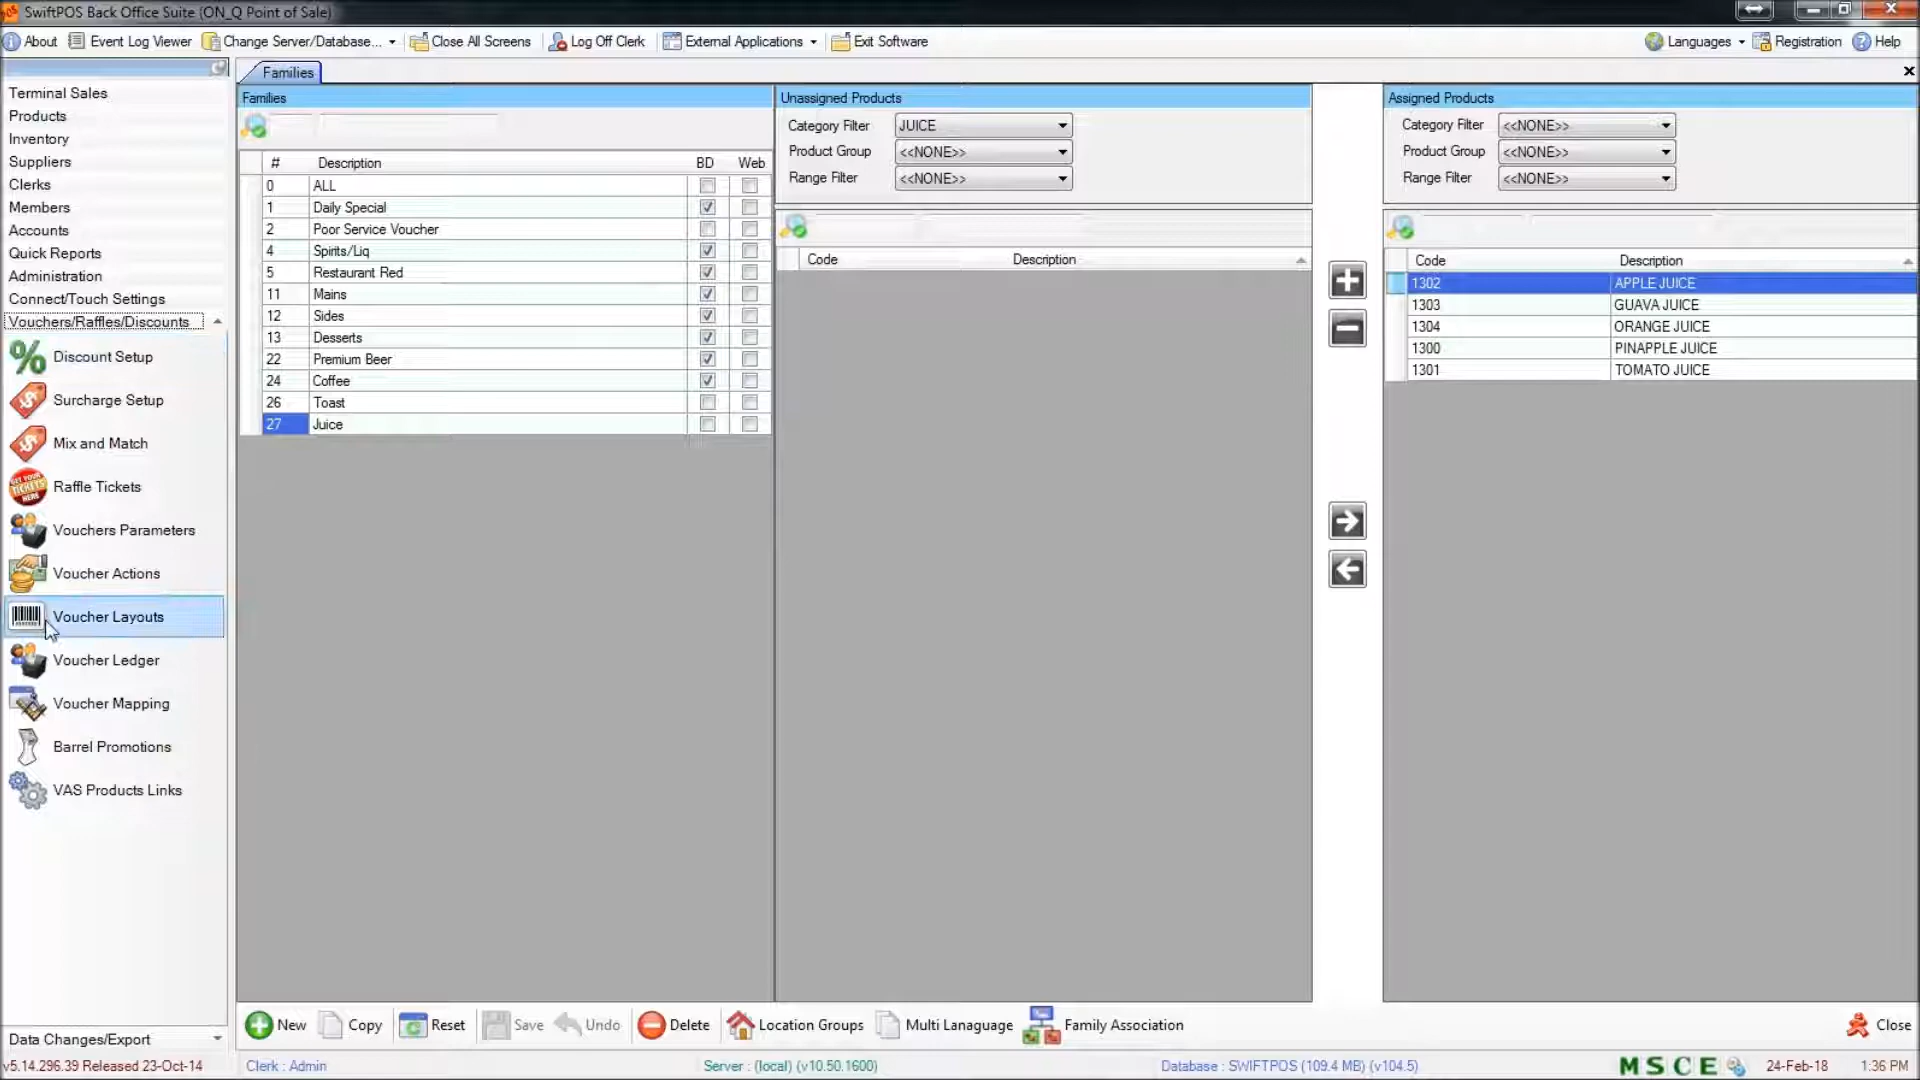 SwiftPOS Back Office Suite (ON_Q Point of Sale)
About Event Log Viewer Change Server/Database... Close All Screens Log Off Clerk External Applications Exit Software Languages Registration Help
Terminal Sales
Products
Inventory
Suppliers
Clerks
Members
Accounts
Quick Reports
Administration
Connect/Touch Settings
Vouchers/Raffles/Discounts
Discount Setup
Surcharge Setup
Mix and Match
Raffle Tickets
Vouchers Parameters
Voucher Actions
Voucher Layouts
Voucher Ledger
Voucher Mapping
Barrel Promotions
VAS Products Links
Data Changes/Export
Families
Families
# Description BD Web
0 ALL
1 Daily Special
2 Poor Service Voucher
4 Spirits/Liq
5 Restaurant Red
11 Mains
12 Sides
13 Desserts
22 Premium Beer
24 Coffee
26 Toast
27 Juice
Unassigned Products
Category Filter JUICE
Product Group <<NONE>>
Range Filter <<NONE>>
Code Description
Assigned Products
Category Filter <<NONE>>
Product Group <<NONE>>
Range Filter <<NONE>>
Code Description
1302 APPLE JUICE
1303 GUAVA JUICE
1304 ORANGE JUICE
1300 PINAPPLE JUICE
1301 TOMATO JUICE
New Copy Reset Save Undo Delete Location Groups Multi Lanaguage Family Association Close
v5.14.296.39 Released 23-Oct-14 Clerk : Admin Server : (local) (v10.50.1600) Database : SWIFTPOS (109.4 MB) (v104.5) M S C E 24-Feb-18 1:36 PM